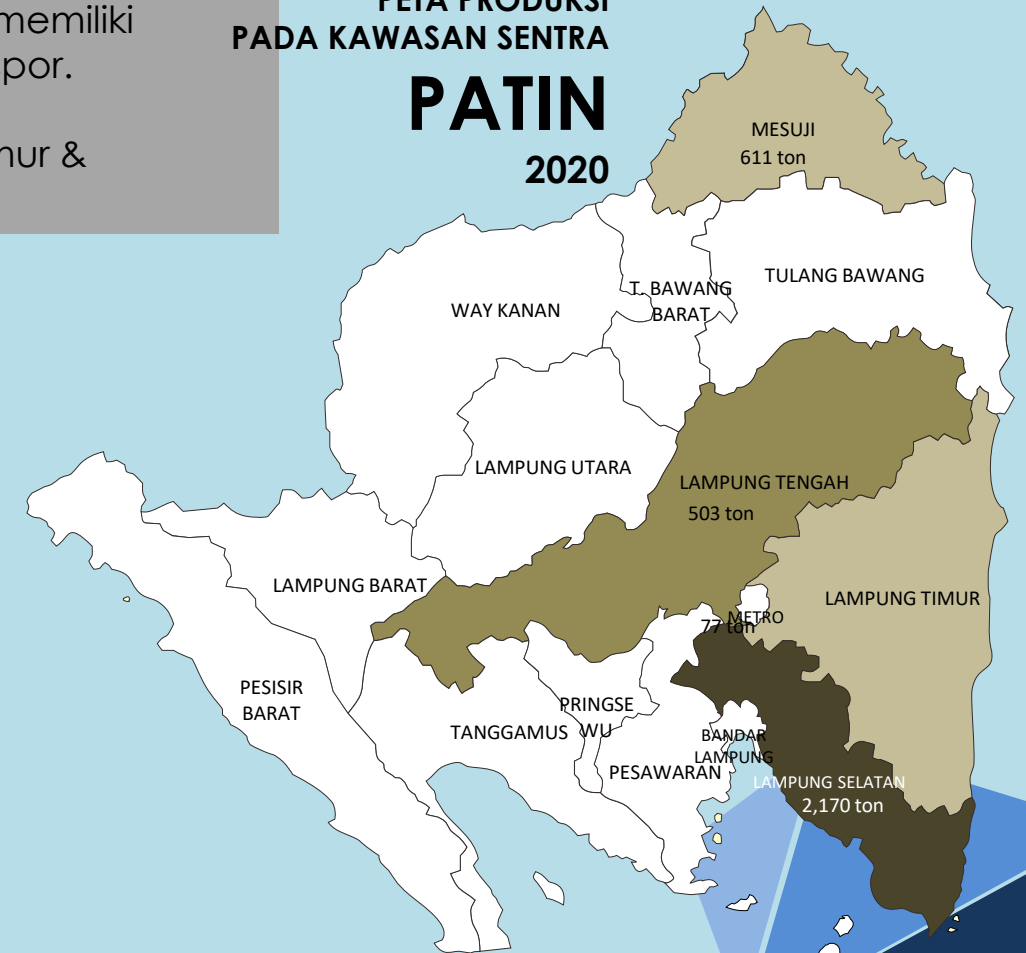 memiliki
por.
nur &
PETA PRODUKSI
PADA KAWASAN SENTRA
PATIN
2020
MESUJI
611 ton
TULANG BAWANG
T. BAWANG
BARAT
WAY KANAN
LAMPUNG UTARA
LAMPUNG TENGAH
503 ton
LAMPUNG BARAT
LAMPUNG TIMUR
METRO
77 ton
PESISIR
BARAT
PRINGSE
WU
TANGGAMUS
BANDAR
LAMPUNG
PESAWARAN
LAMPUNG SELATAN
2,170 ton